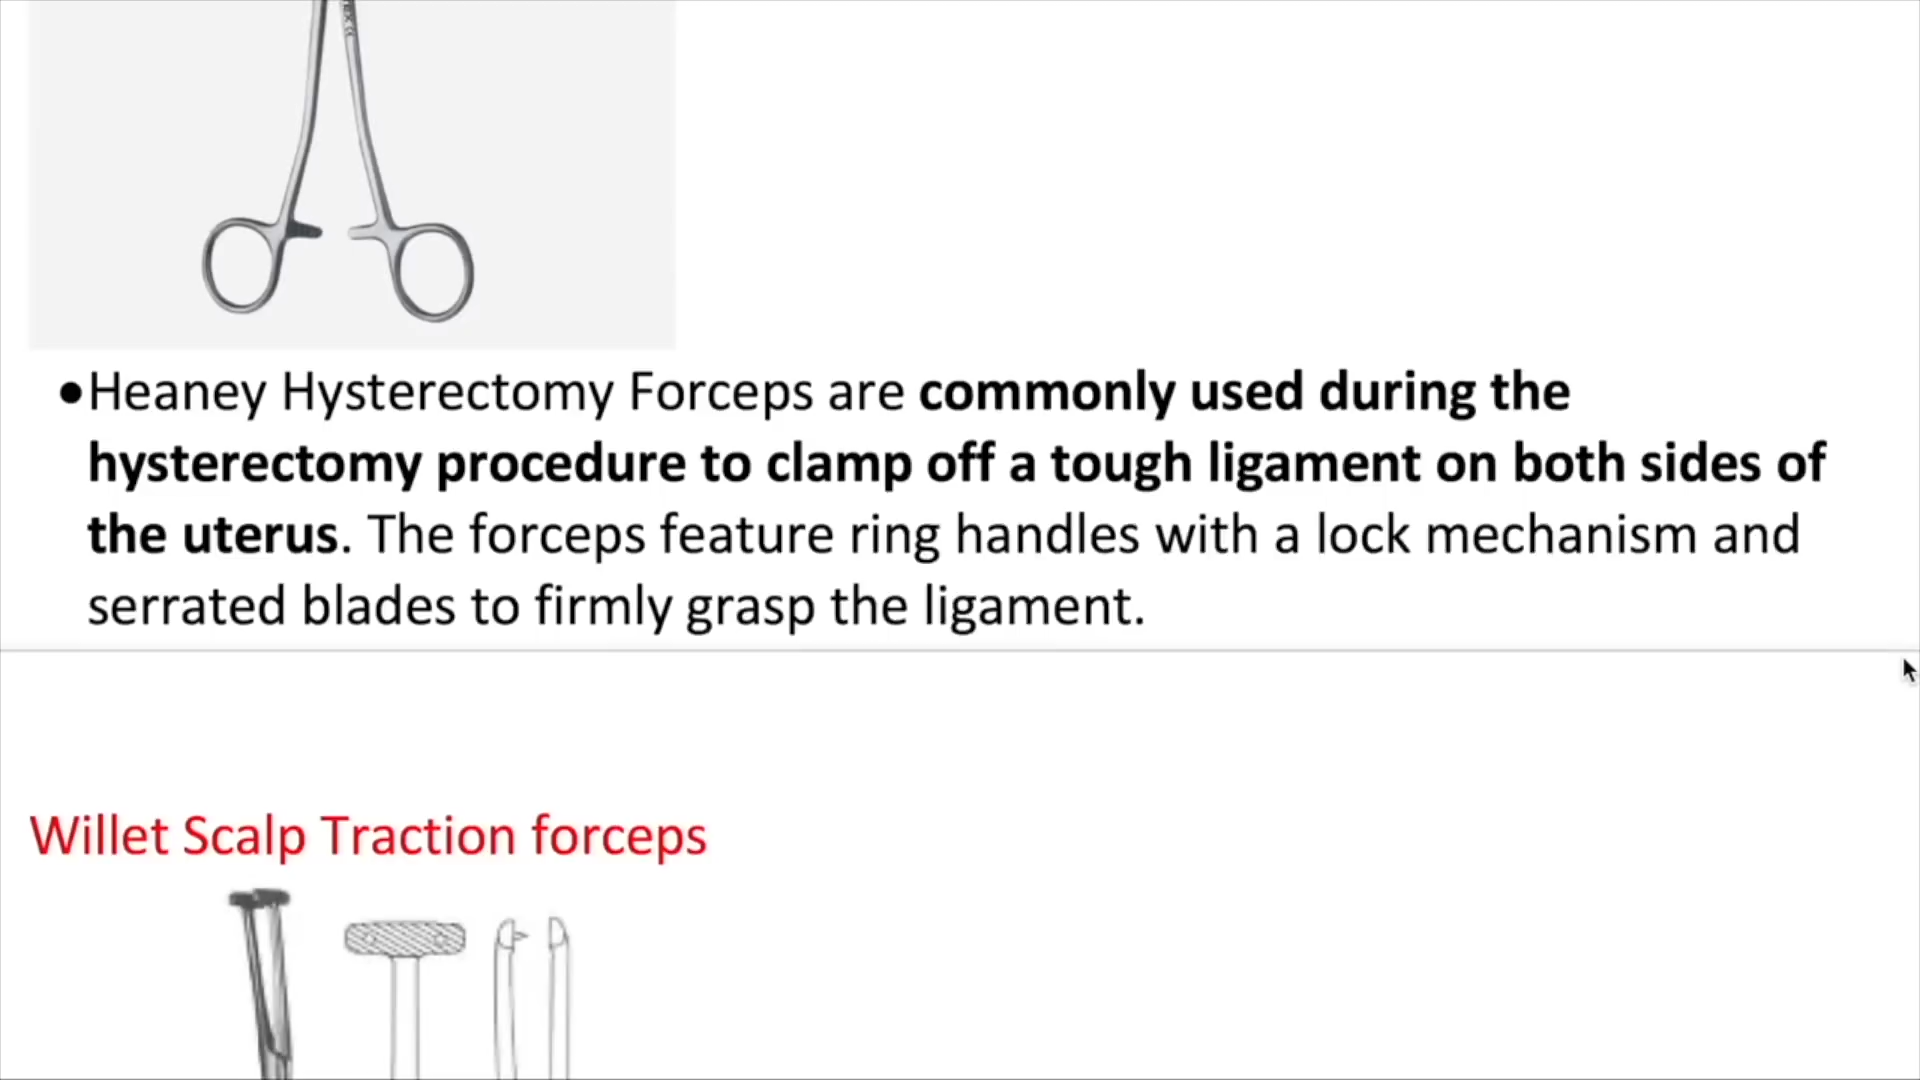 •Heaney Hysterectomy Forceps are commonly used during the
hysterectomy procedure to clamp off a tough ligament on both sides of
the uterus. The forceps feature ring handles with a lock mechanism and
serrated blades to firmly grasp the ligament.
Willet Scalp Traction forceps